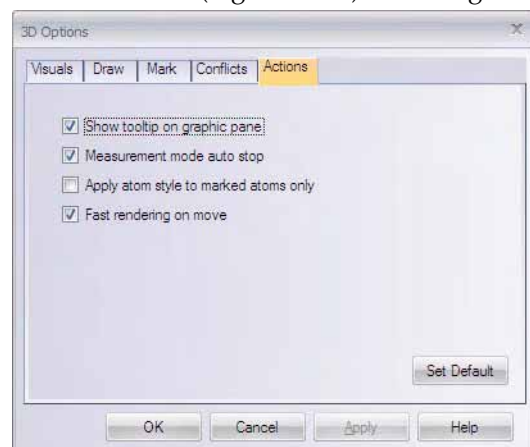 3D Options
Visuals Draw Mark Conflicts Actions
Show tooltip on graphic pane
Measurement mode auto stop
Apply atom style to marked atoms only
Fast rendering on move
Set Default
OK Cancel Apply Help